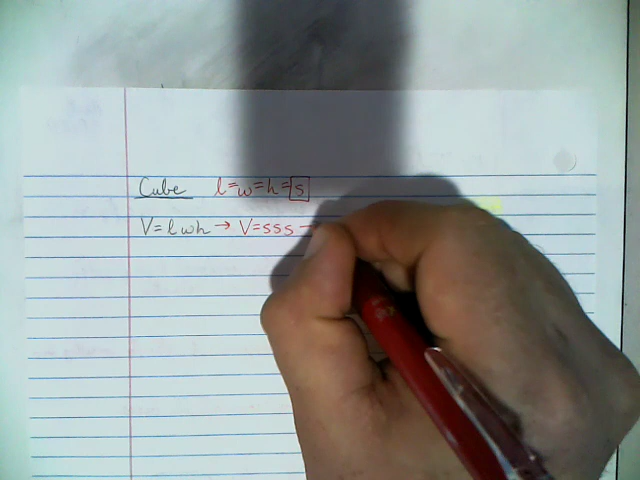 Cube l=w=h=s
V=lwh → V=sss →